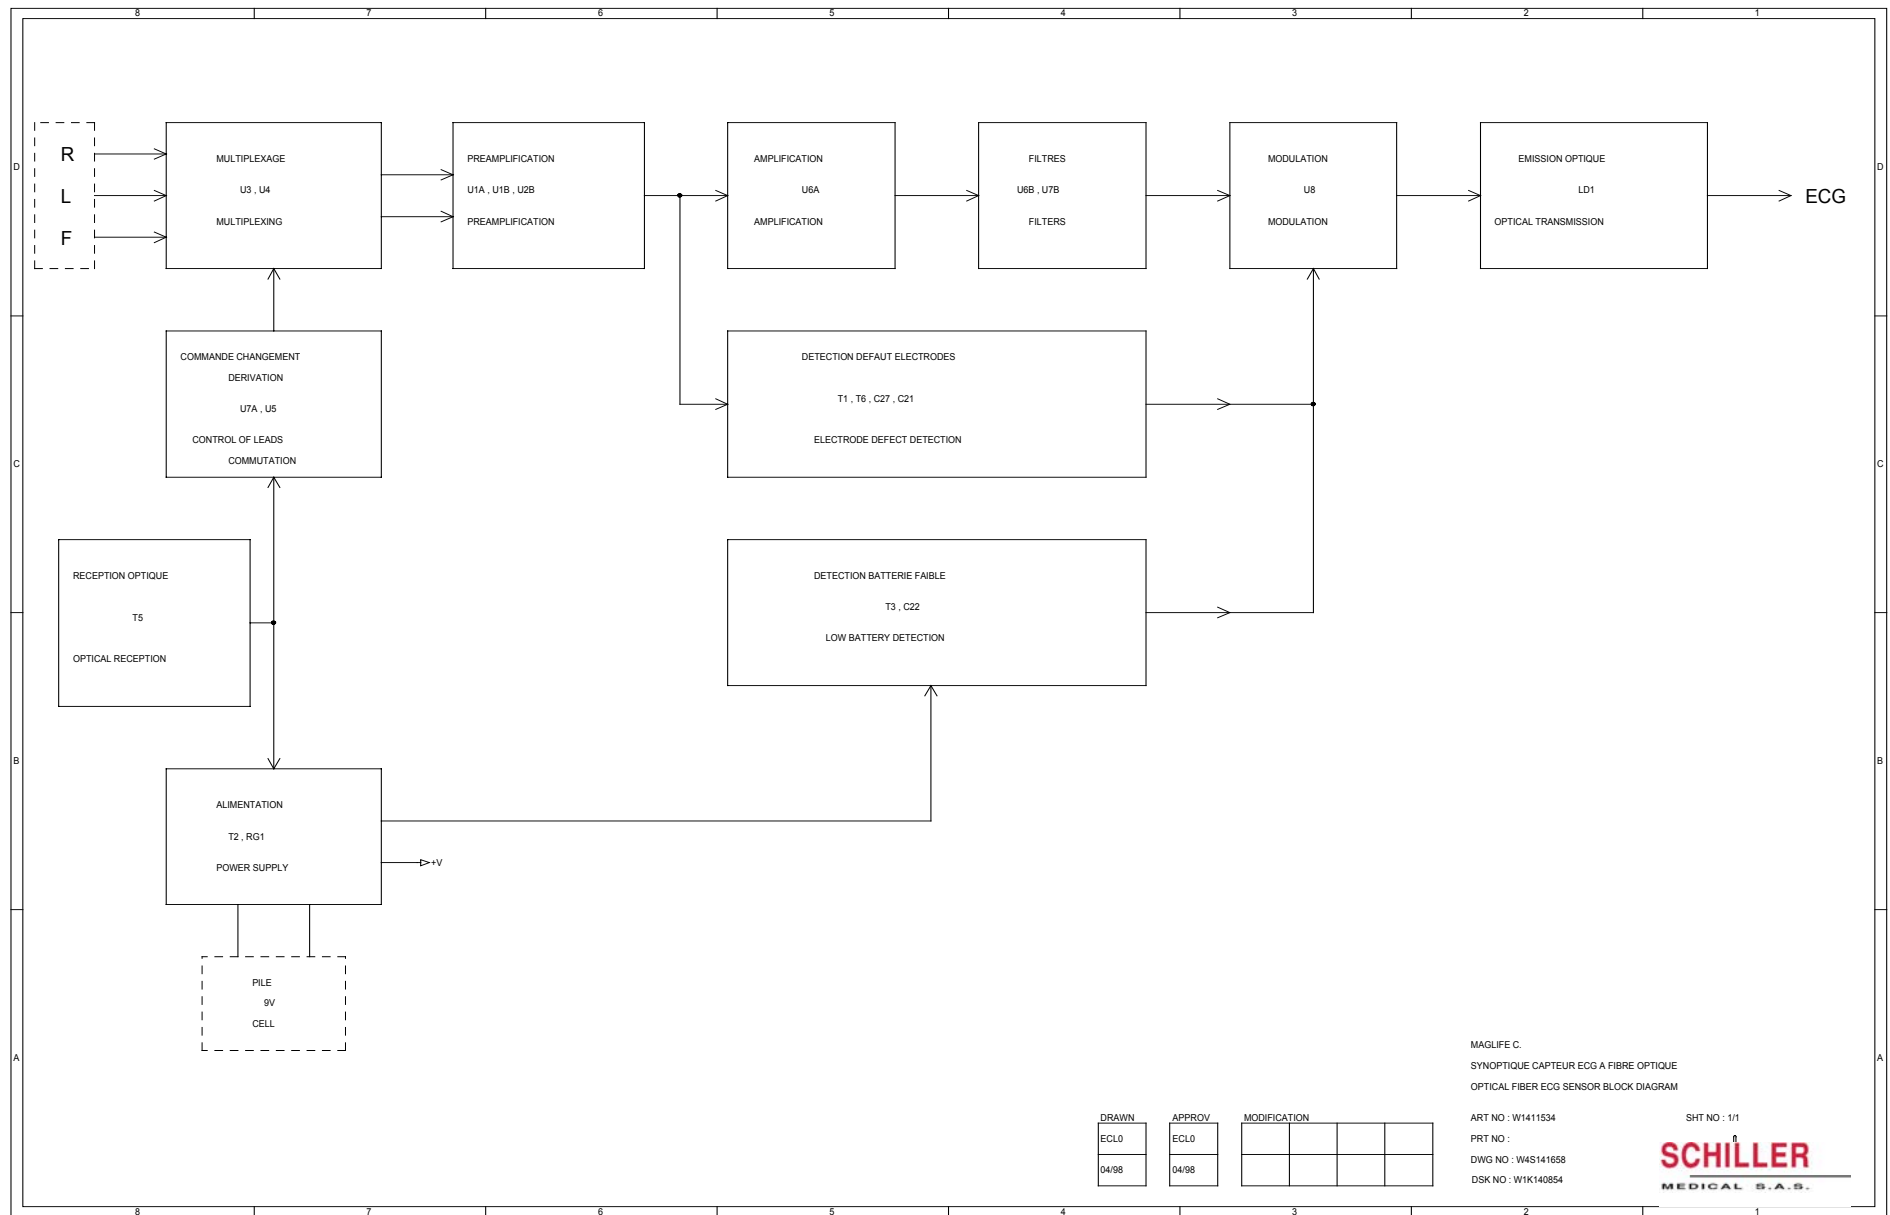 8 7 6 5 4 3 2 1
D
D
R
L
F
MULTIPLEXAGE
U3 , U4
MULTIPLEXING
PREAMPLIFICATION
U1A , U1B , U2B
PREAMPLIFICATION
AMPLIFICATION
U6A
AMPLIFICATION
FILTRES
U6B , U7B
FILTERS
MODULATION
U8
MODULATION
EMISSION OPTIQUE
LD1
OPTICAL TRANSMISSION
ECG
COMMANDE CHANGEMENT
DERIVATION
U7A , U5
CONTROL OF LEADS
COMMUTATION
DETECTION DEFAUT ELECTRODES
T1 , T6 , C27 , C21
ELECTRODE DEFECT DETECTION
C
C
RECEPTION OPTIQUE
T5
OPTICAL RECEPTION
DETECTION BATTERIE FAIBLE
T3 , C22
LOW BATTERY DETECTION
B
B
ALIMENTATION
T2 , RG1
POWER SUPPLY
+V
PILE
9V
CELL
A
A
MAGLIFE C.
SYNOPTIQUE CAPTEUR ECG A FIBRE OPTIQUE
OPTICAL FIBER ECG SENSOR BLOCK DIAGRAM
DRAWN
ECL0
04/98
APPROV
ECL0
04/98
MODIFICATION
ART NO : W1411534
SHT NO : 1/1
PRT NO :
DWG NO : W4S141658
DSK NO : W1K140854
SCHILLER
MEDICAL S.A.S.
8 7 6 5 4 3 2 1